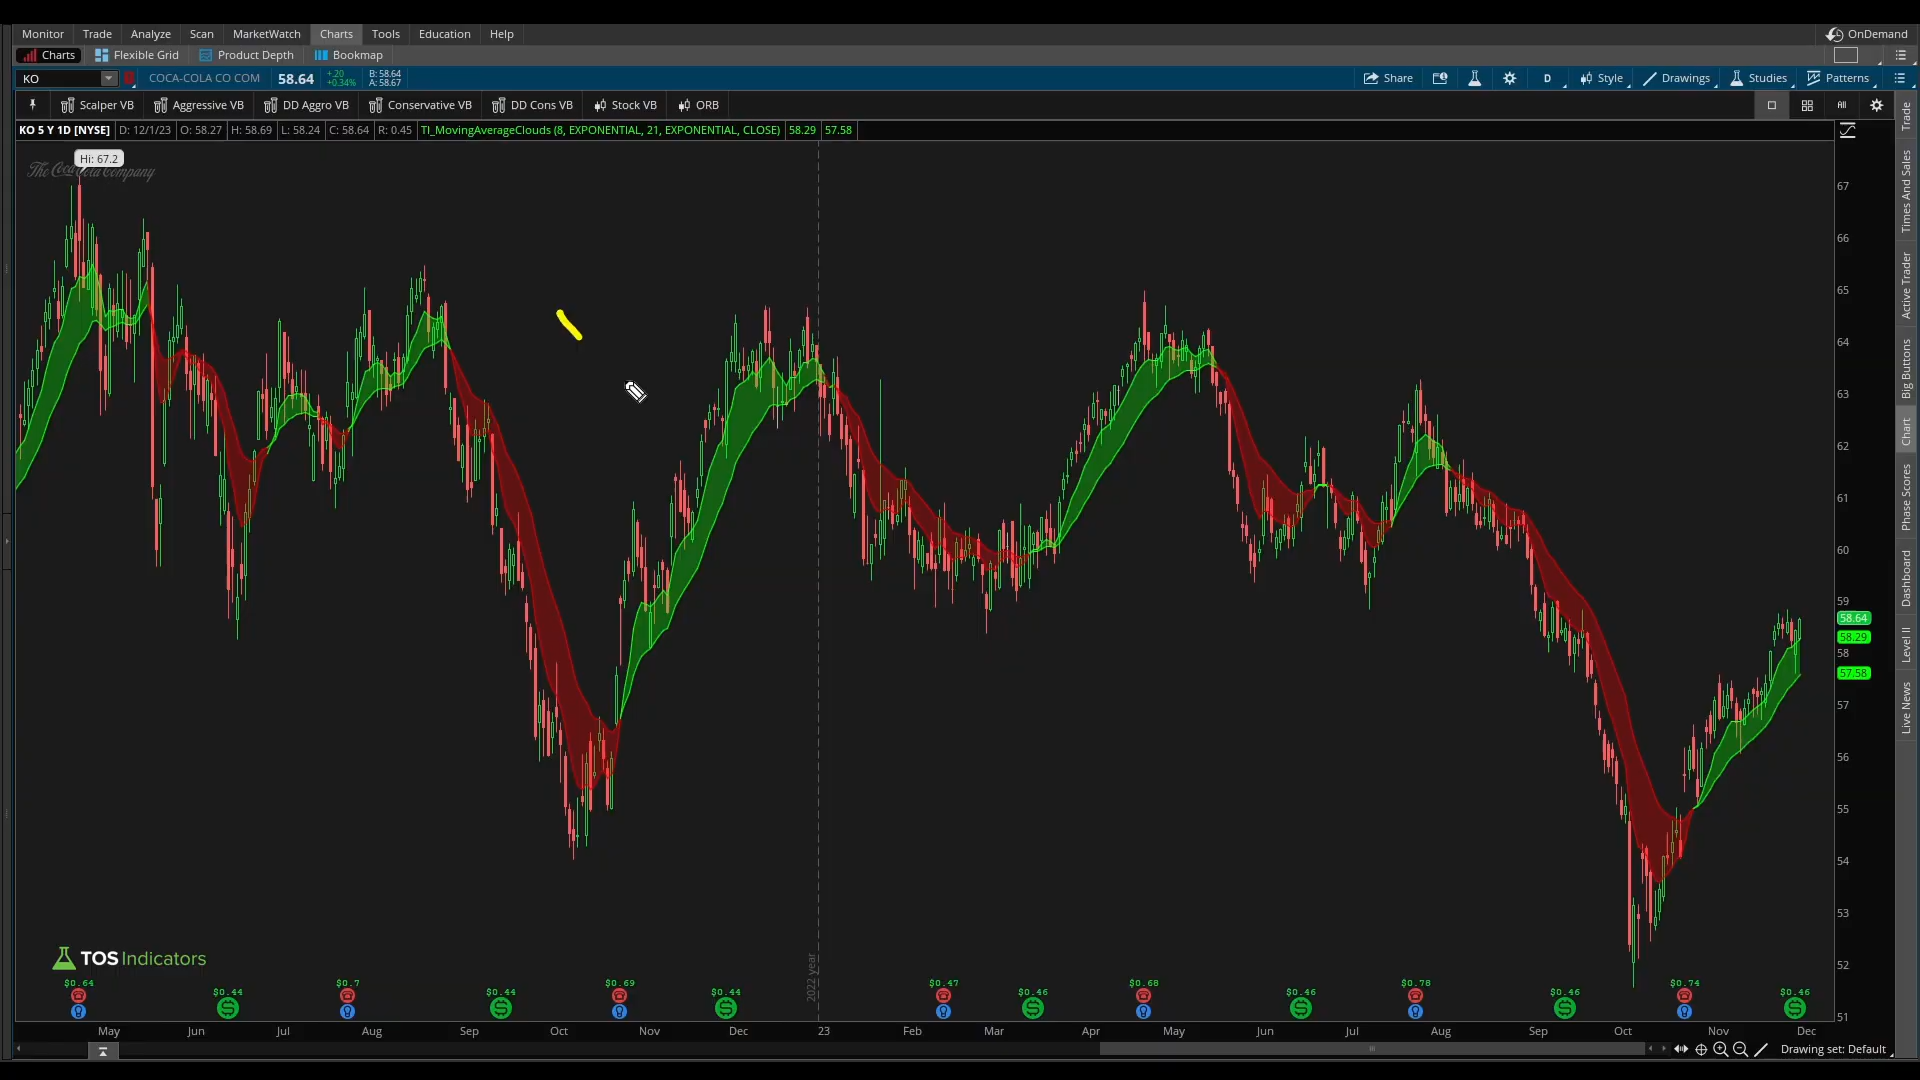 Monitor Trade Analyze Scan MarketWatch Charts Tools Education Help OnDemand
Charts Flexible Grid Product Depth Bookmap
KO COCA-COLA CO COM 58.64 +.20 +0.34% B: 58.64 A: 58.67 Share D Style Drawings Studies Patterns
Scalper VB Aggressive VB DD Aggro VB Conservative VB DD Cons VB Stock VB ORB All
KO 5 Y 1D [NYSE] D: 12/1/23 O: 58.27 H: 58.69 L: 58.24 C: 58.64 R: 0.45 TI_MovingAverageClouds (8, EXPONENTIAL, 21, EXPONENTIAL, CLOSE) 58.29 57.58
Hi: 67.2
The Coca-Cola Company
67
66
65
64
63
62
61
60
59
58.64
58.29
58
57.58
57
56
55
54
53
52
51
Trade
Times And Sales
Active Trader
Big Buttons
Chart
Phase Scores
Dashboard
Level II
Live News
2022 year
TOS Indicators
$0.64 $0.44 $0.7 $0.44 $0.69 $0.44 $0.47 $0.46 $0.68 $0.46 $0.78 $0.46 $0.74 $0.46
May Jun Jul Aug Sep Oct Nov Dec 23 Feb Mar Apr May Jun Jul Aug Sep Oct Nov Dec
Drawing set: Default